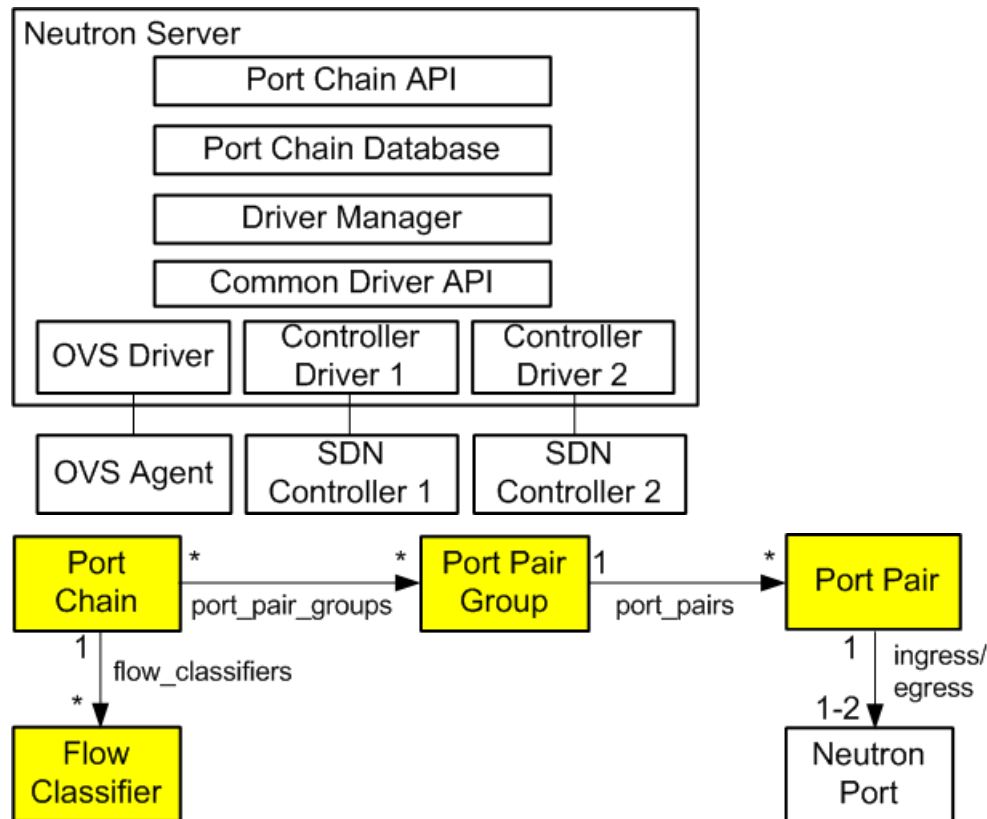 Neutron Server
Port Chain API
Port Chain Database
Driver Manager
Common Driver API
OVS Driver
Controller
Driver 1
Controller
Driver 2
OVS Agent
SDN
Controller 1
SDN
Controller 2
Port
Chain
*
*
port_pair_groups
Port Pair
Group
1
*
port_pairs
Port Pair
1
flow_classifiers
*
Flow
Classifier
1
ingress/
egress
1-2
Neutron
Port